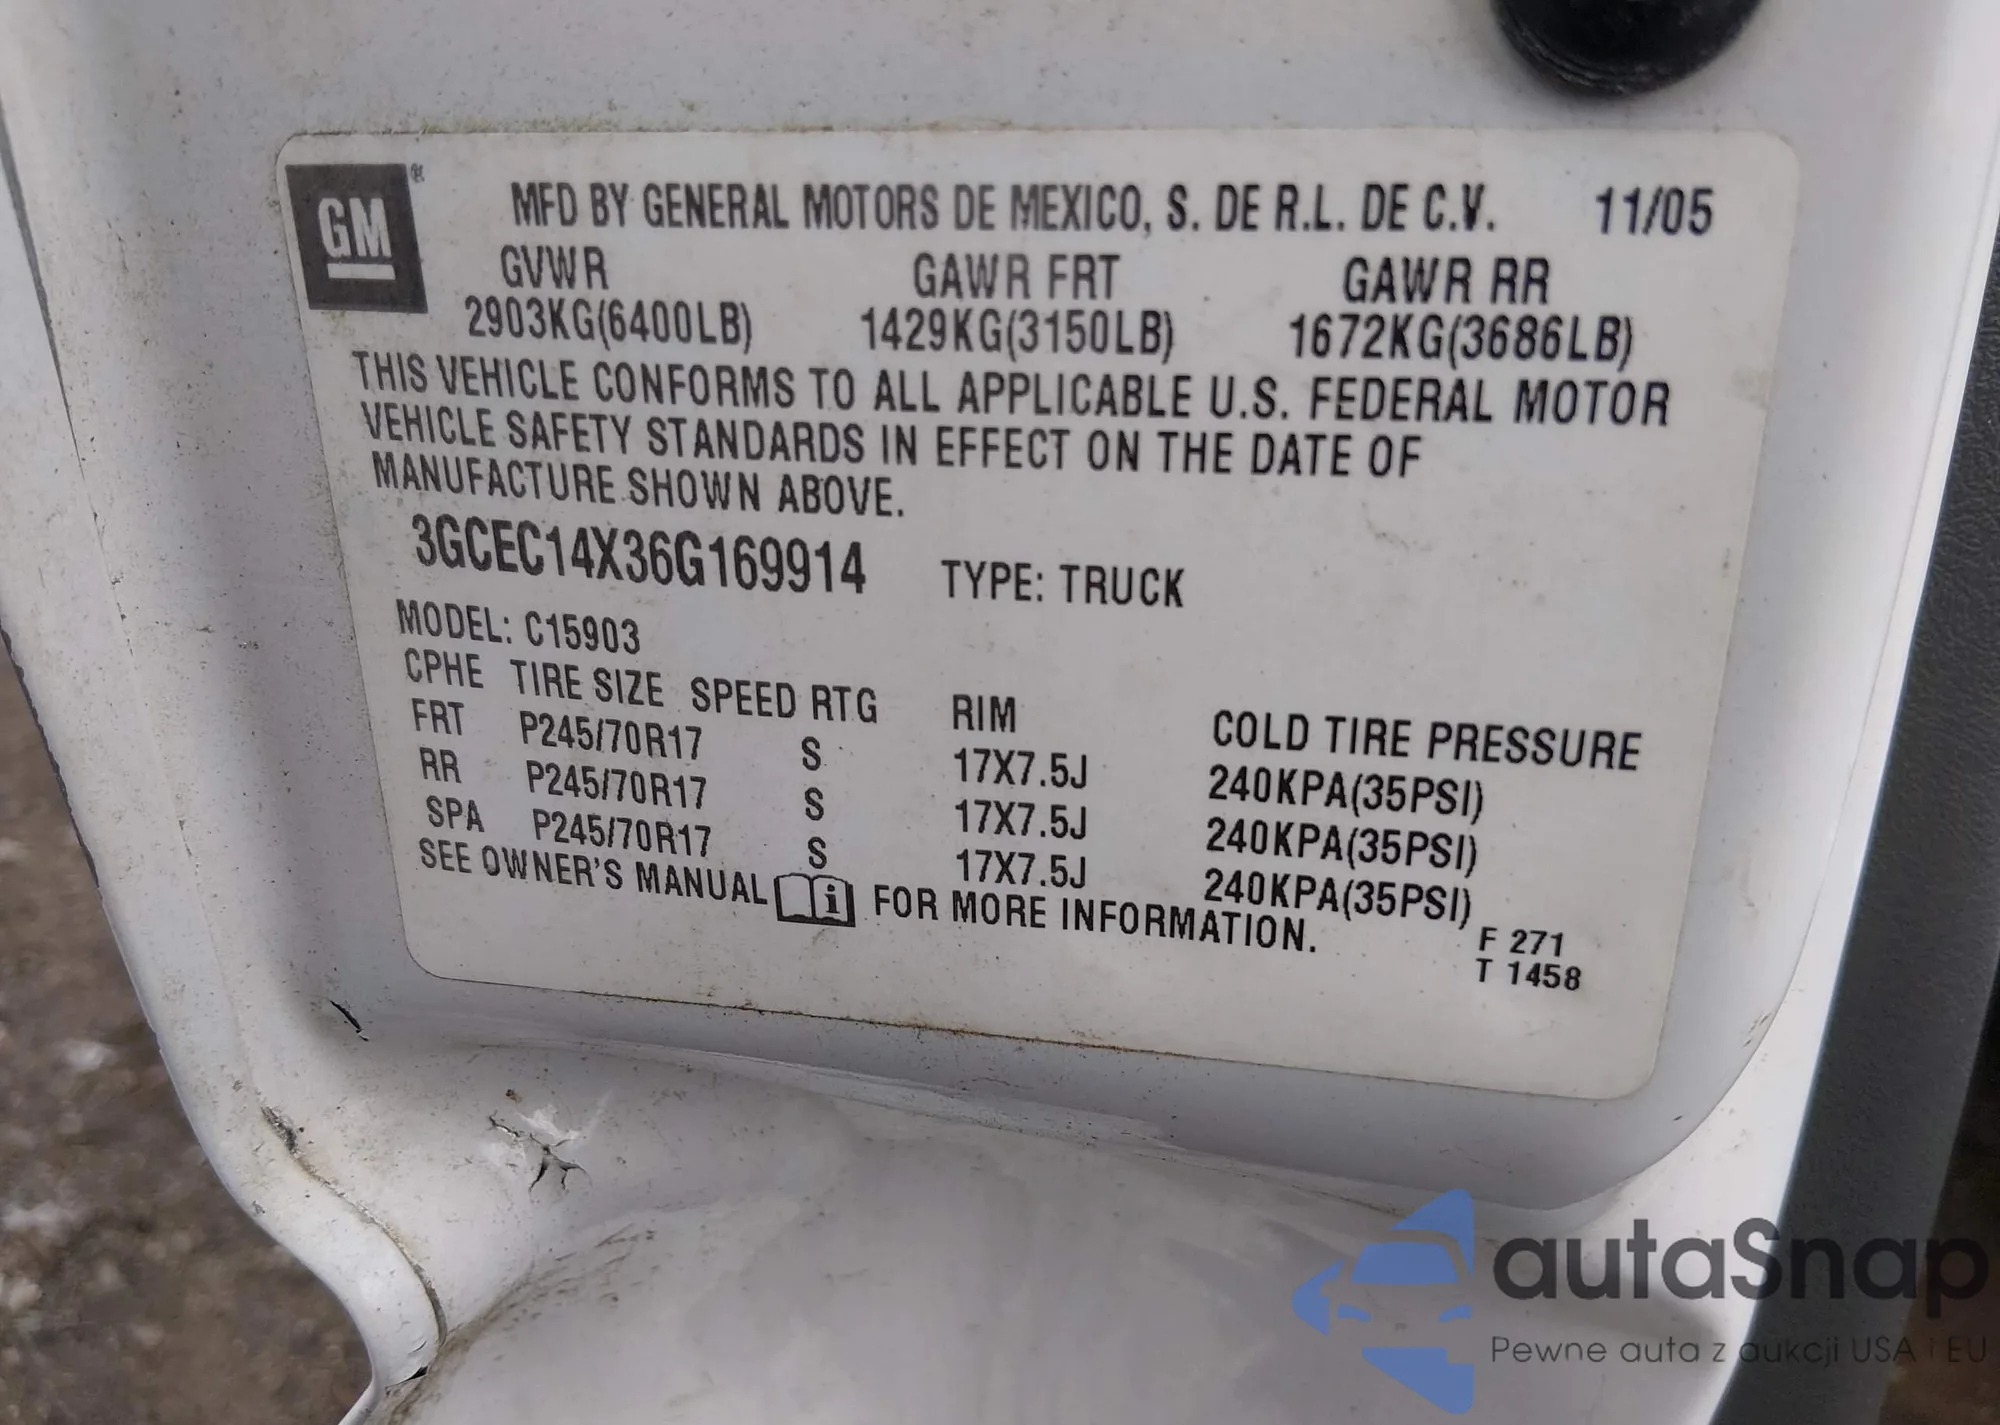 GM
MFD BY GENERAL MOTORS DE MEXICO, S. DE R.L. DE C.V. 11/05
GVWR GAWR FRT GAWR RR
2903KG(6400LB) 1429KG(3150LB) 1672KG(3686LB)
THIS VEHICLE CONFORMS TO ALL APPLICABLE U.S. FEDERAL MOTOR
VEHICLE SAFETY STANDARDS IN EFFECT ON THE DATE OF
MANUFACTURE SHOWN ABOVE.
3GCEC14X36G169914 TYPE: TRUCK
MODEL: C15903
CPHE TIRE SIZE SPEED RTG RIM COLD TIRE PRESSURE
FRT P245/70R17 S 17X7.5J 240KPA(35PSI)
RR P245/70R17 S 17X7.5J 240KPA(35PSI)
SPA P245/70R17 S 17X7.5J 240KPA(35PSI)
SEE OWNER'S MANUAL i FOR MORE INFORMATION.
F 271
T 1458
autaSnap
Pewne auta z aukcji USA i EU